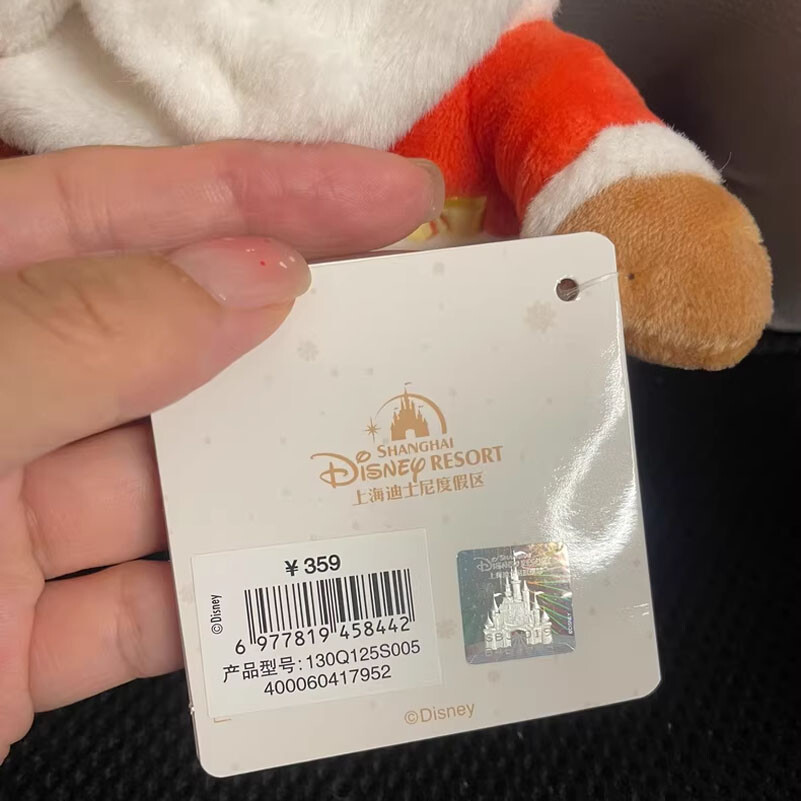 SHANGHAI
DISNEY RESORT
上海迪士尼度假区
¥ 359
©Disney
6 977819 458442
产品型号:130Q125S005
400060417952
©Disney